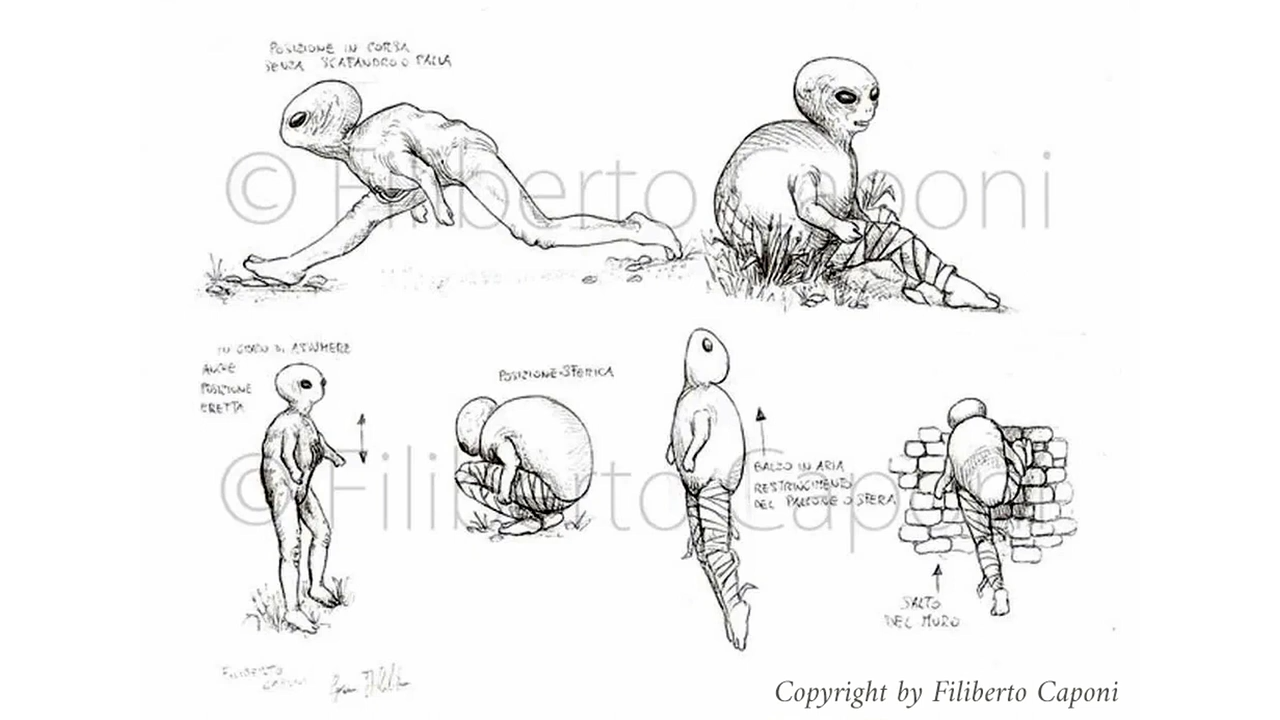 POSIZIONE IN CORSA
SENZA SCAFANDRO O PALLA
© Filiberto Caponi
IN GRADO DI ASSUMERE
ANCHE
POSIZIONE
ERETTA
POSIZIONE SFERICA
© Filiberto Caponi
BALZO IN ARIA
RESTRINGIMENTO
DEL PALLONE O SFERA
SALTO
DEL MURO
FILIBERTO
CAPONI
Copyright by Filiberto Caponi